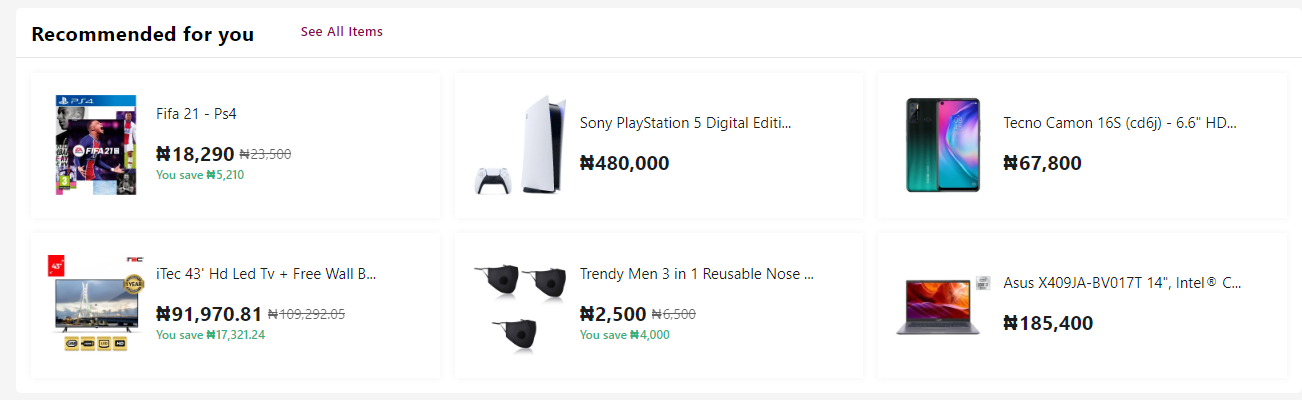 Recommended for you
See All Items
PS4
EA SPORTS FIFA 21
Fifa 21 - Ps4
₦18,290 ₦23,500
You save ₦5,210
Sony PlayStation 5 Digital Editi...
₦480,000
Tecno Camon 16S (cd6j) - 6.6" HD...
₦67,800
43"
iTEC
iTec 43' Hd Led Tv + Free Wall B...
₦91,970.81 ₦109,292.05
You save ₦17,321.24
Trendy Men 3 in 1 Reusable Nose ...
₦2,500 ₦6,500
You save ₦4,000
Asus X409JA-BV017T 14", Intel® C...
₦185,400